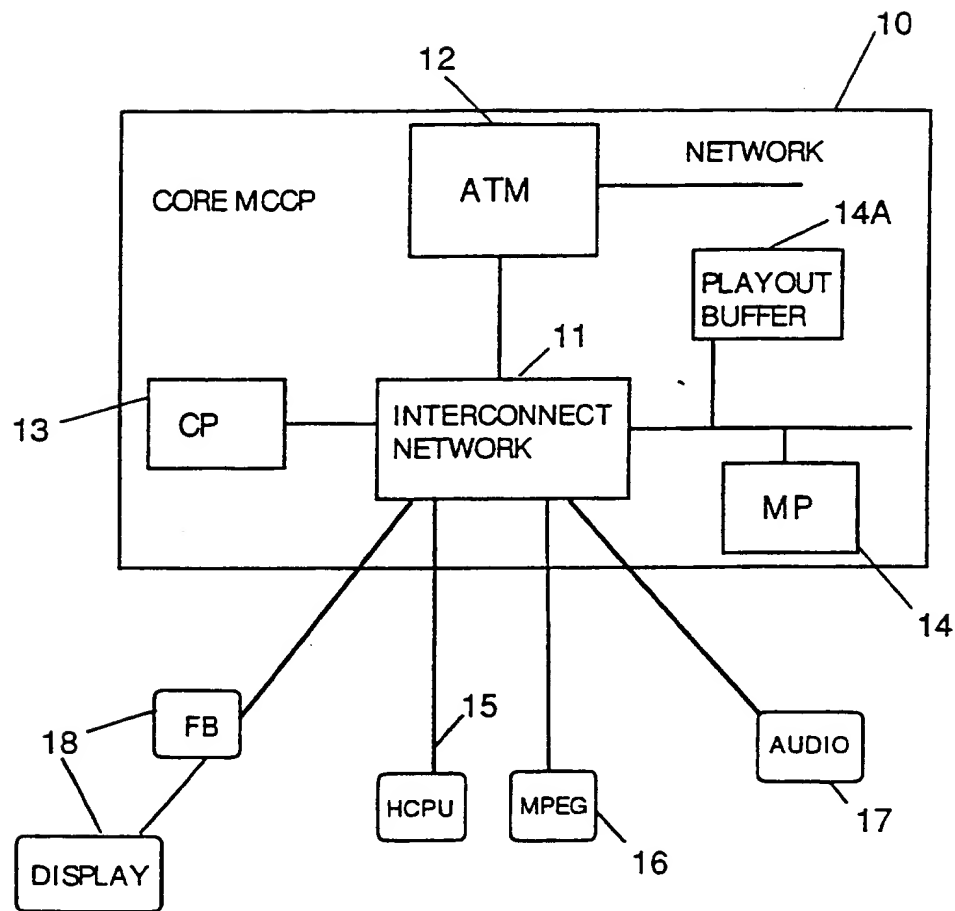 10
12
NETWORK
ATM
CORE MCCP
14A
PLAYOUT
BUFFER
11
13
CP
INTERCONNECT
NETWORK
MP
14
15
18
FB
AUDIO
HCPU
MPEG
17
16
DISPLAY